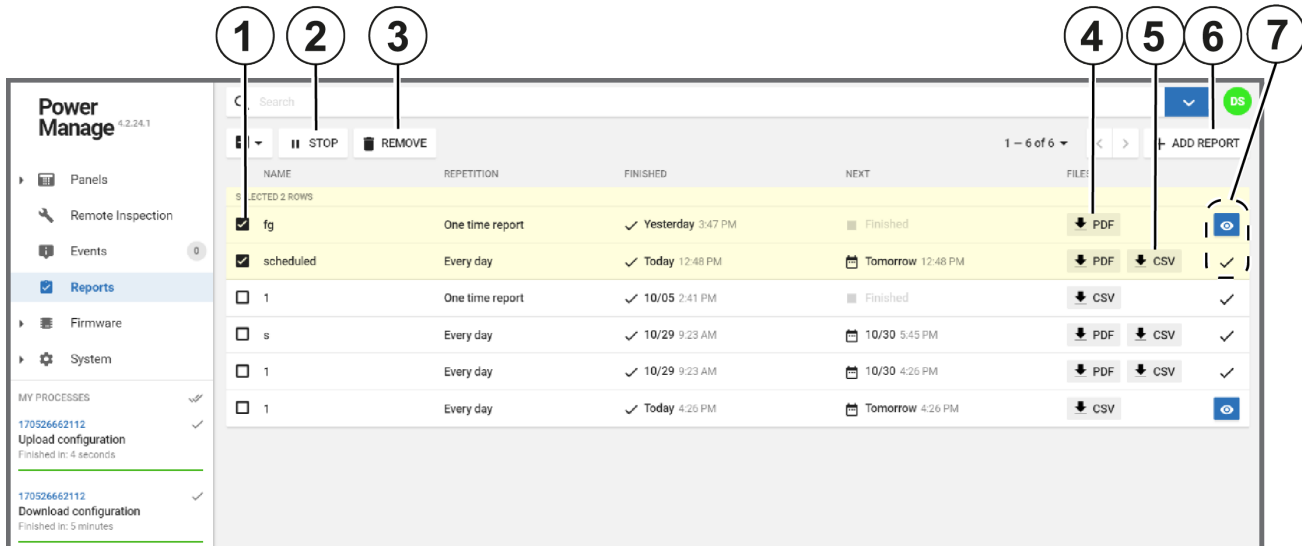 1 2 3 4 5 6 7
Power
Manage 4.2.24.1
Search
DS
STOP REMOVE 1 – 6 of 6 ADD REPORT
NAME REPETITION FINISHED NEXT FILES
SELECTED 2 ROWS
fg One time report Yesterday 3:47 PM Finished PDF
scheduled Every day Today 12:48 PM Tomorrow 12:48 PM PDF CSV
1 One time report 10/05 2:41 PM Finished CSV
s Every day 10/29 9:23 AM 10/30 5:45 PM PDF CSV
1 Every day 10/29 9:23 AM 10/30 4:26 PM PDF CSV
1 Every day Today 4:26 PM Tomorrow 4:26 PM CSV
Panels
Remote Inspection
Events 0
Reports
Firmware
System
MY PROCESSES
170526662112
Upload configuration
Finished in: 4 seconds
170526662112
Download configuration
Finished in: 5 minutes